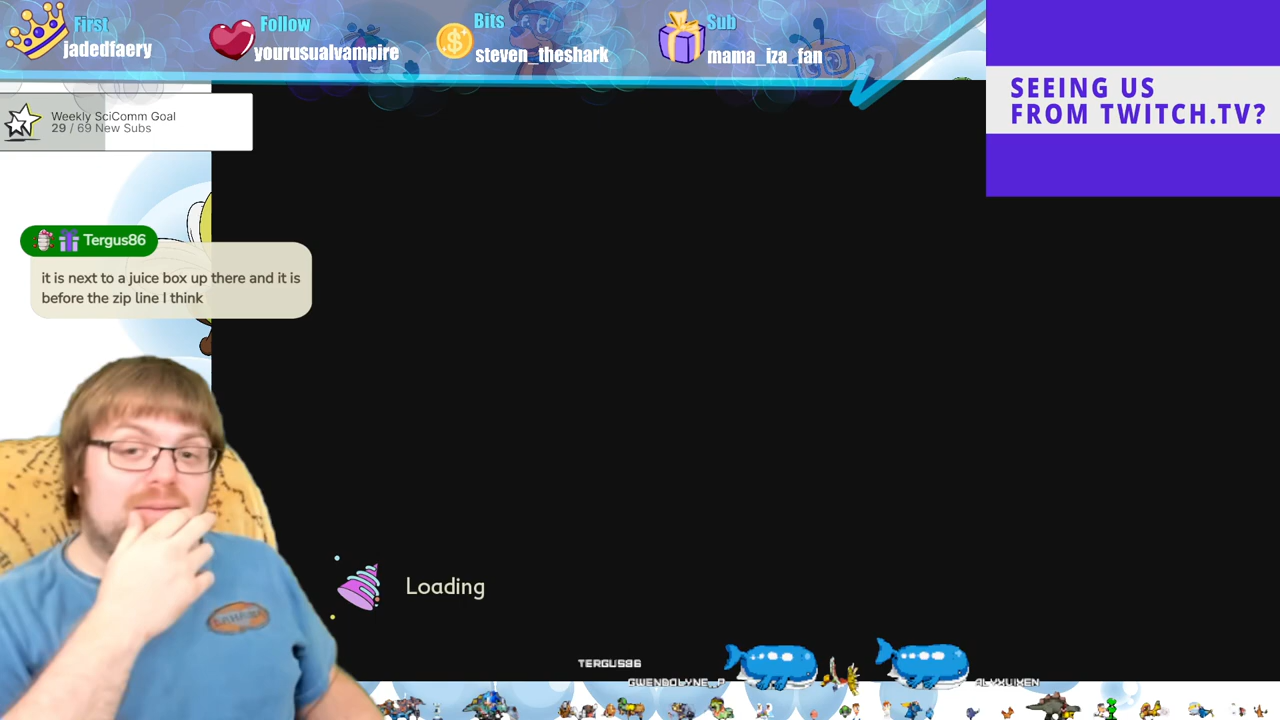 First
jadedfaery
Follow
yourusualvampire
Bits
steven_theshark
Sub
mama_iza_fan
SEEING US
FROM TWITCH.TV?
Weekly SciComm Goal
29 / 69 New Subs
Tergus86
it is next to a juice box up there and it is
before the zip line I think
Loading
TERGUS86